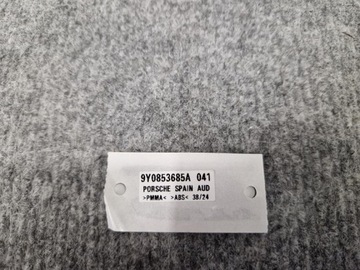 9Y0853685A 041
PORSCHE SPAIN AUD
>PMMA< >ABS< 38/24